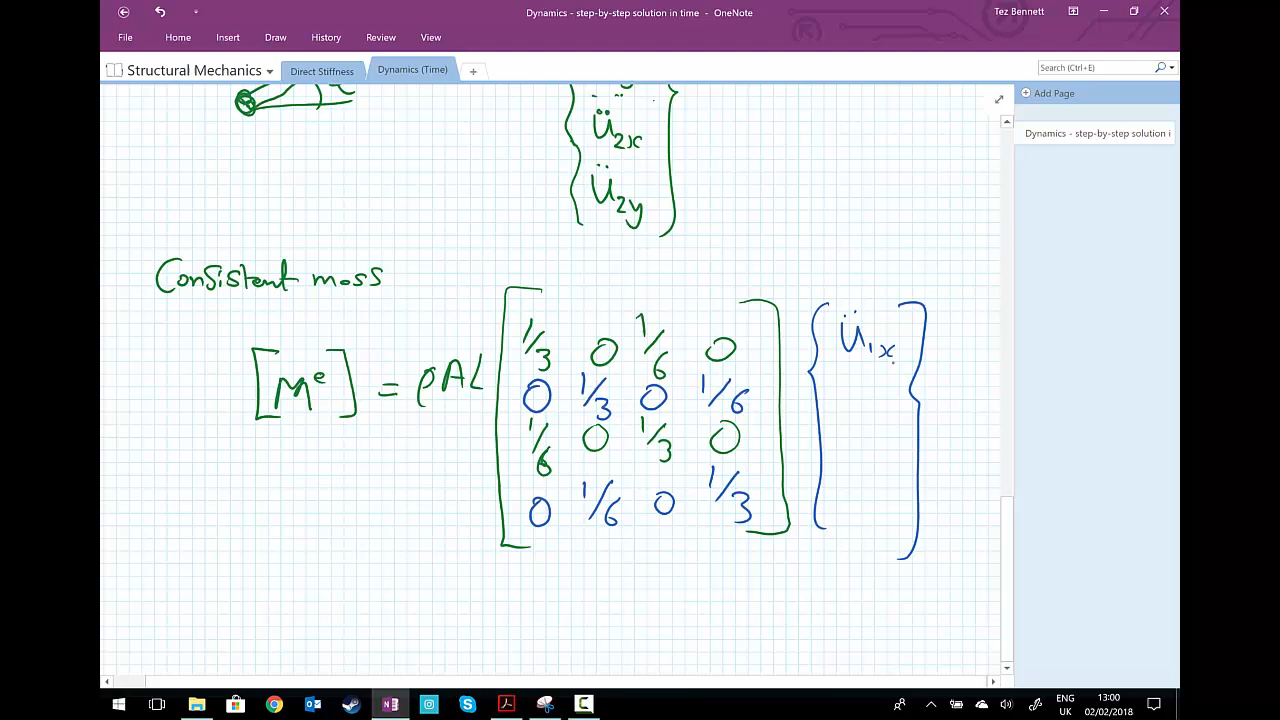 Dynamics - step-by-step solution in time - OneNote
Tez Bennett
File Home Insert Draw History Review View
Structural Mechanics
Direct Stiffness
Dynamics (Time)
+
Search (Ctrl+E)
Add Page
Dynamics - step-by-step solution i
Ü2x
Ü2y
Consistent mass
[Mᵉ] = ρAL
1/3 0 1/6 0
0 1/3 0 1/6
1/6 0 1/3 0
0 1/6 0 1/3
Ü1x
ENG
UK
13:00
02/02/2018